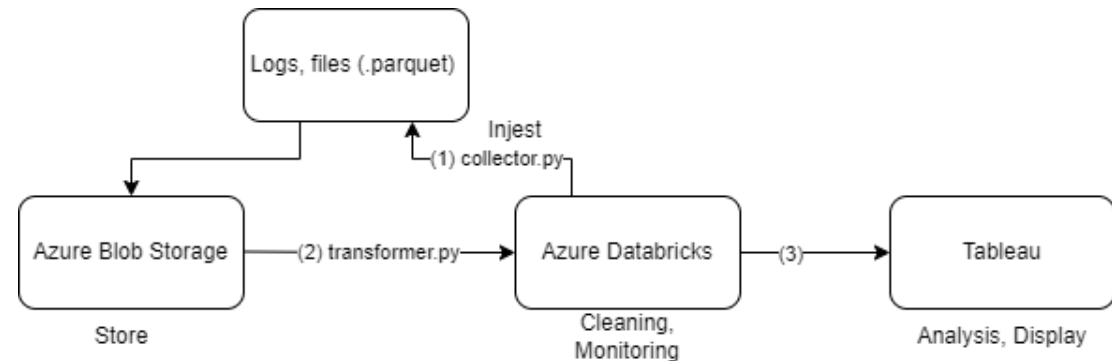 Logs, files (.parquet)
Injest
(1) collector.py
Azure Blob Storage
(2) transformer.py
Azure Databricks
(3)
Tableau
Store
Cleaning,
Monitoring
Analysis, Display